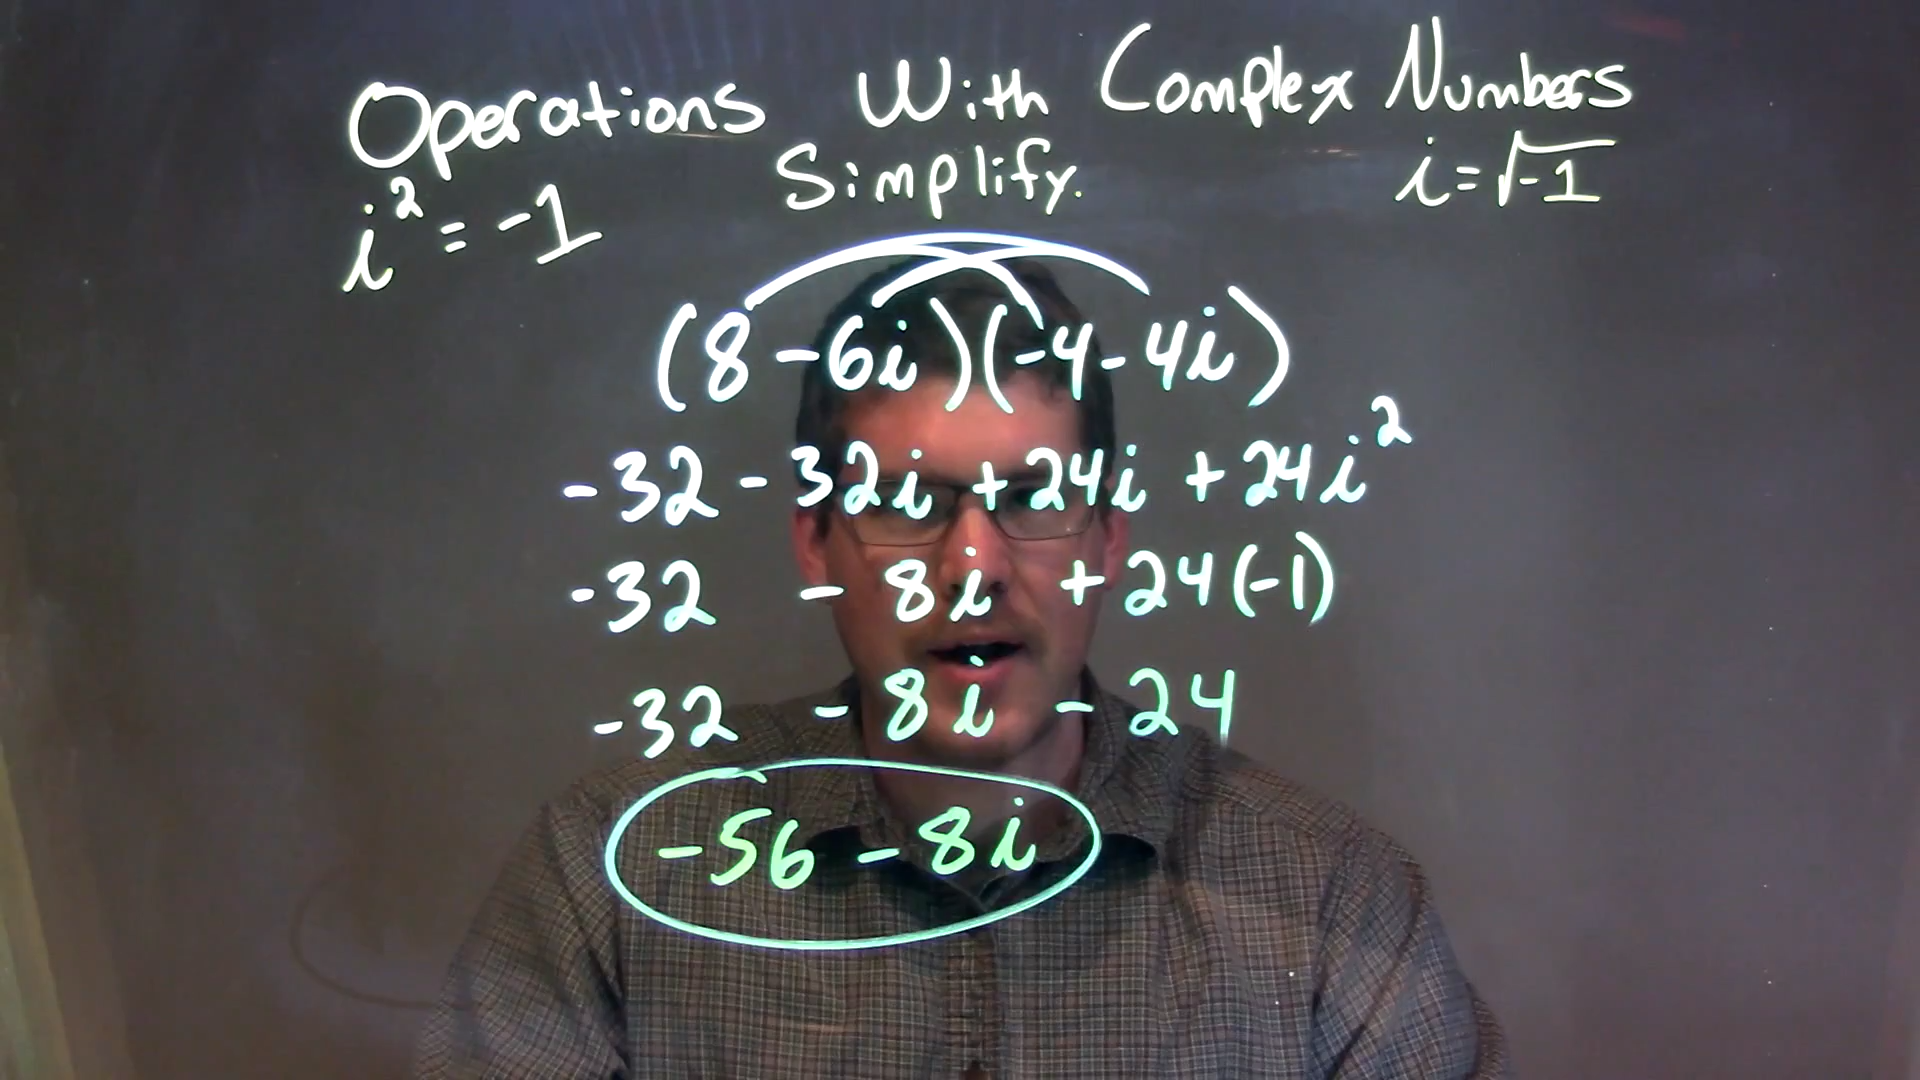 Operations With Complex Numbers
i² = -1 Simplify. i = √-1
(8 - 6i)(-4 - 4i)
-32 - 32i + 24i + 24i²
-32 - 8i + 24(-1)
-32 - 8i - 24
-56 - 8i